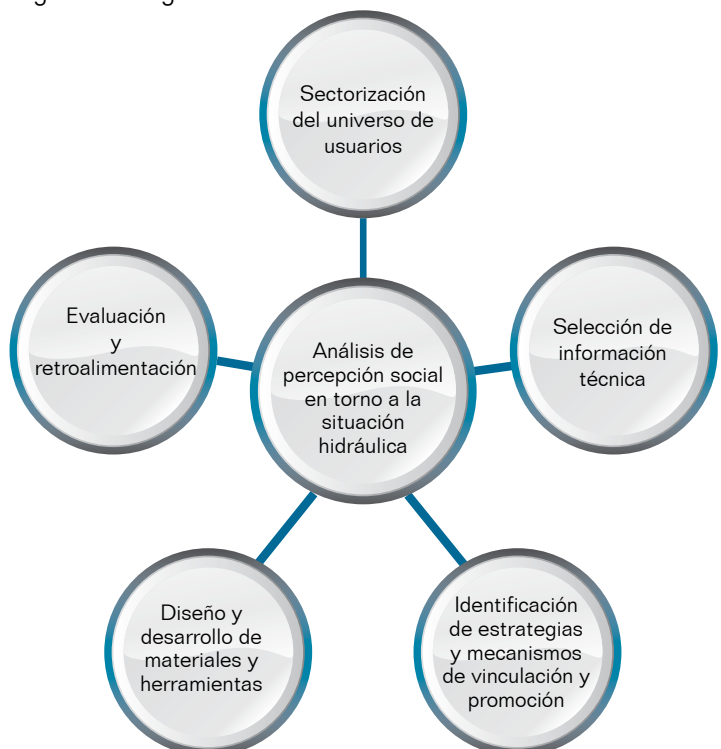 Sectorización
del universo de
usuarios
Selección de
información
técnica
Identificación
de estrategias
y mecanismos
de vinculación y
promoción
Diseño y
desarrollo de
materiales y
herramientas
Evaluación
y
retroalimentación
Análisis de
percepción social
en torno a la
situación
hidráulica